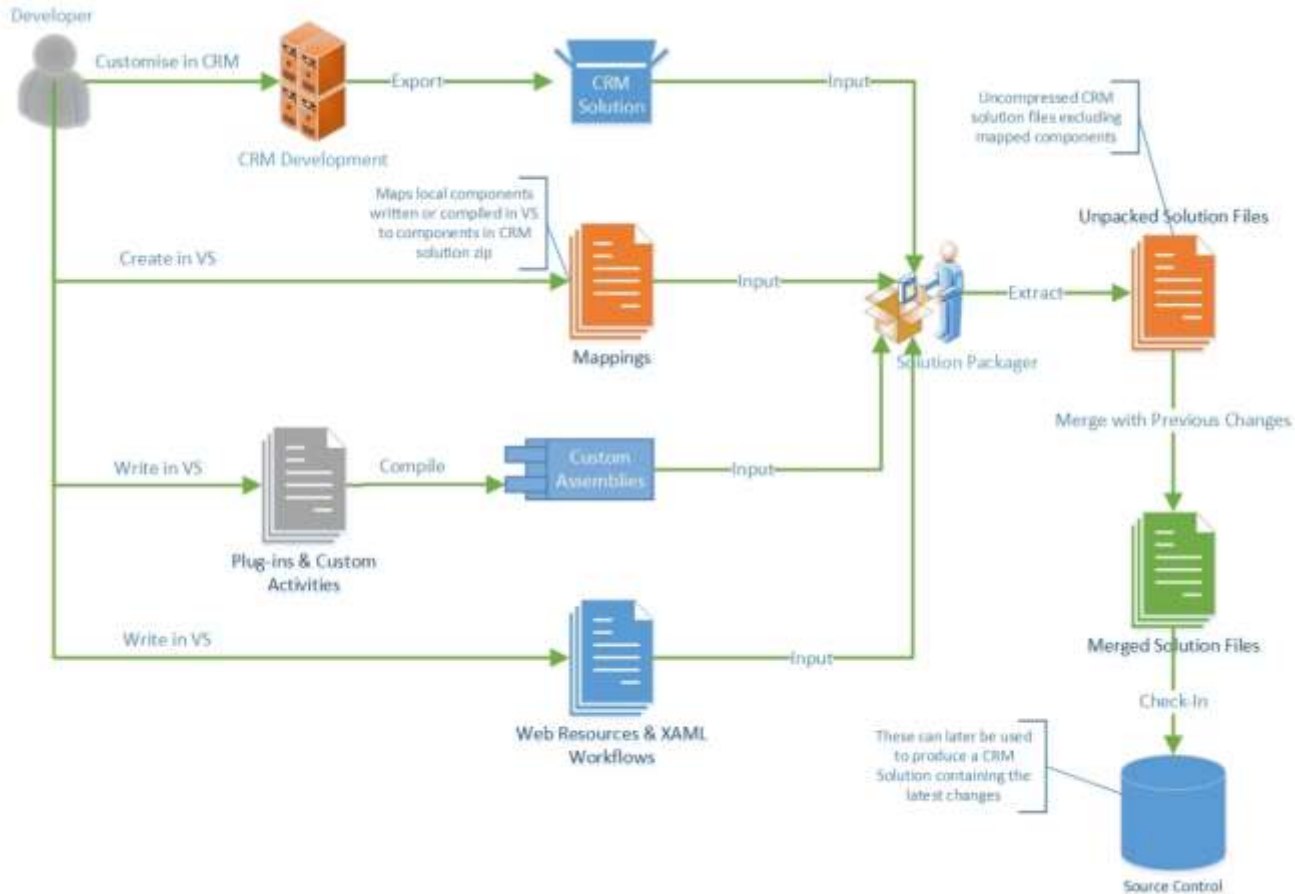 Developer
Customise in CRM
Export
CRM
Solution
Input
CRM Development
Uncompressed CRM
solution files excluding
mapped components
Maps local components
written or compiled in VS
to components in CRM
solution zip
Unpacked Solution Files
Create in VS
Input
Extract
Mappings
Solution Packager
Merge with Previous Changes
Write in VS
Compile
Custom
Assemblies
Input
Plug-ins & Custom
Activities
Write in VS
Input
Merged Solution Files
Web Resources & XAML
Workflows
Check-In
These can later be used
to produce a CRM
Solution containing the
latest changes
Source Control